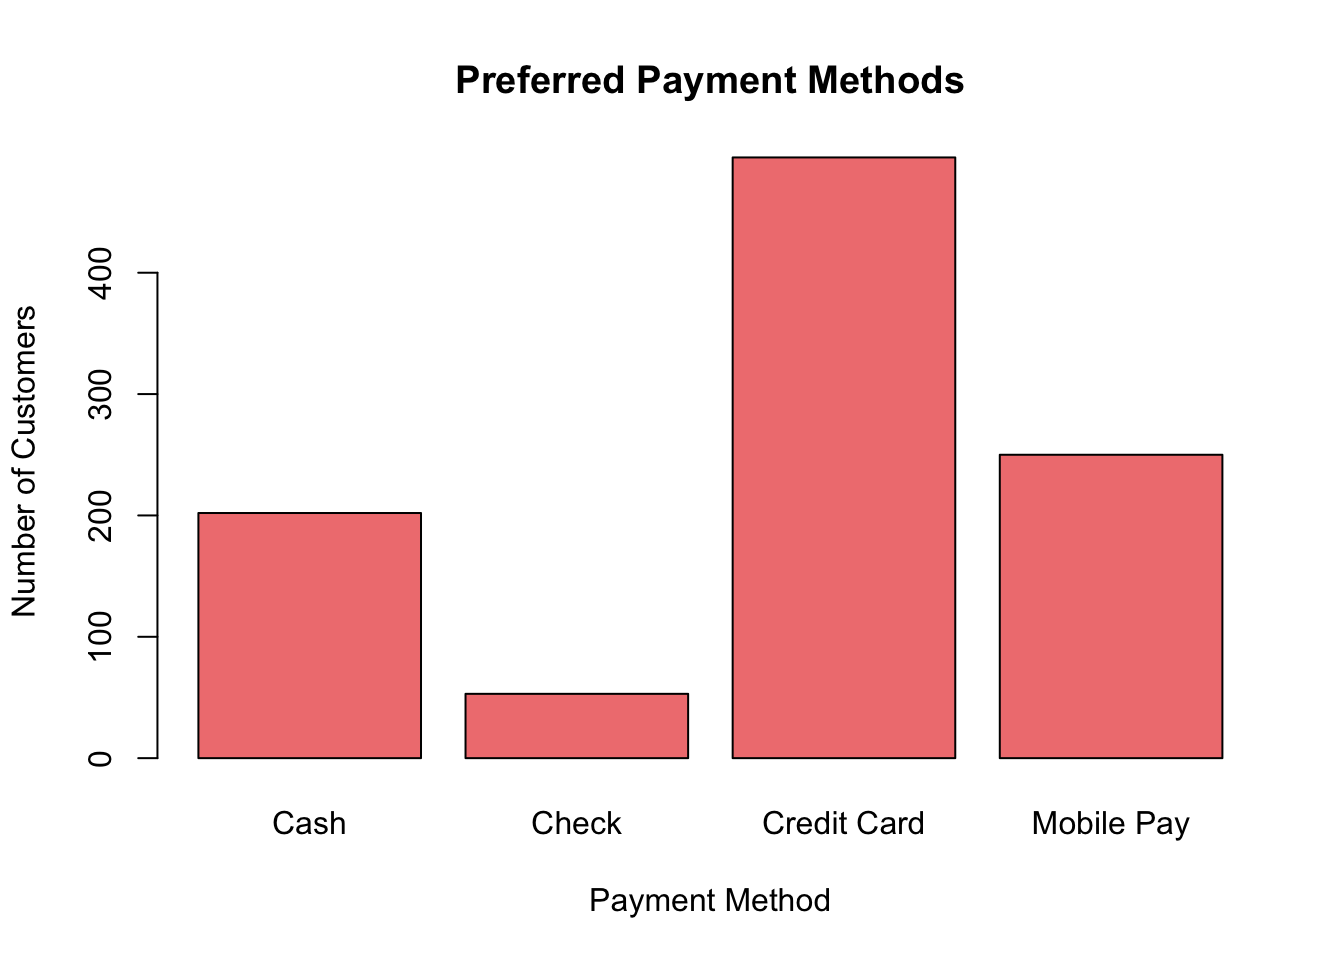 Preferred Payment Methods
Number of Customers
400
300
200
100
0
Cash
Check
Credit Card
Mobile Pay
Payment Method